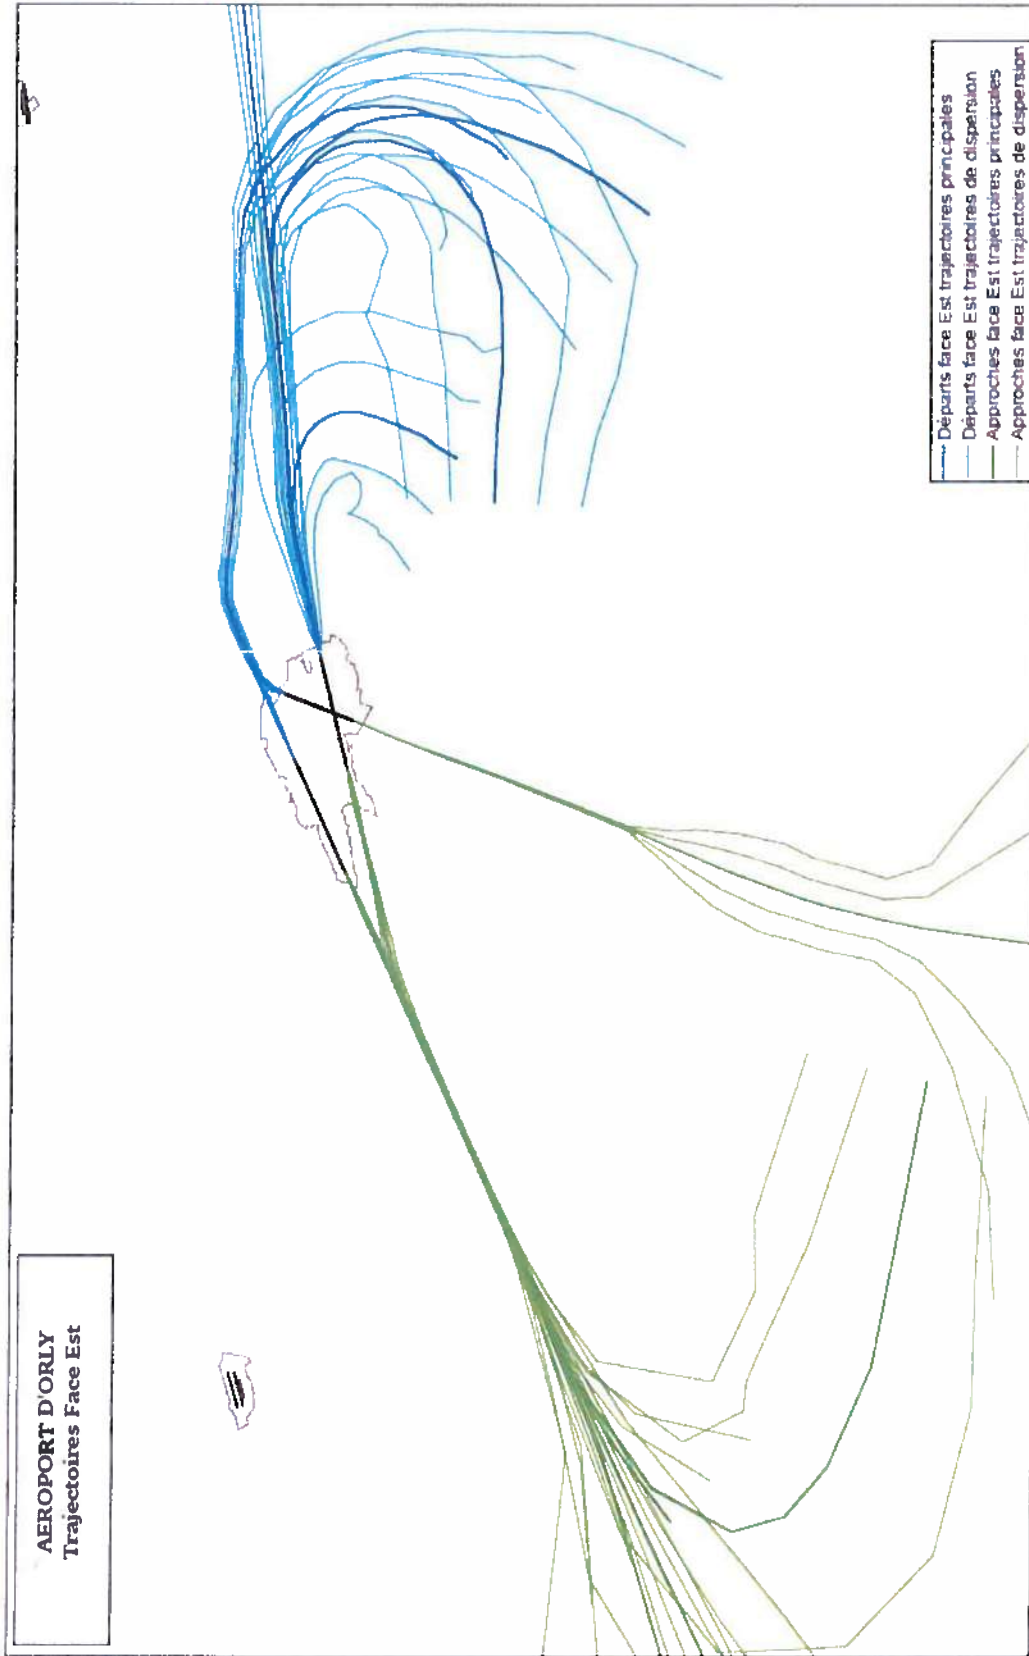 AEROPORT D'ORLY
Trajectoires Face Est
Départs face Est trajectoires principales
Départs face Est trajectoires de dispersion
Approches face Est trajectoires principales
Approches face Est trajectoires de dispersion